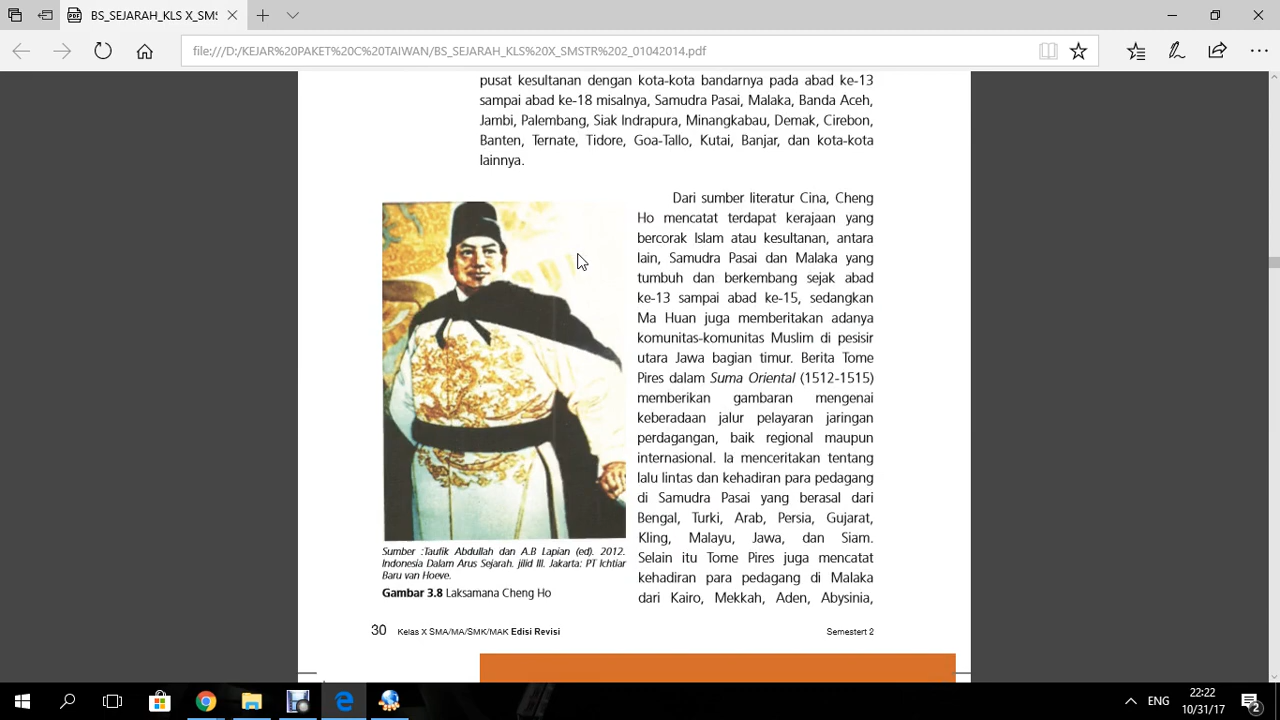 BS_SEJARAH_KLS X_SMS
file:///D:/KEJAR%20PAKET%20C%20TAIWAN/BS_SEJARAH_KLS%20X_SMSTR%202_01042014.pdf
pusat kesultanan dengan kota-kota bandarnya pada abad ke-13
sampai abad ke-18 misalnya, Samudra Pasai, Malaka, Banda Aceh,
Jambi, Palembang, Siak Indrapura, Minangkabau, Demak, Cirebon,
Banten, Ternate, Tidore, Goa-Tallo, Kutai, Banjar, dan kota-kota
lainnya.
Dari sumber literatur Cina, Cheng
Ho mencatat terdapat kerajaan yang
bercorak Islam atau kesultanan, antara
lain, Samudra Pasai dan Malaka yang
tumbuh dan berkembang sejak abad
ke-13 sampai abad ke-15, sedangkan
Ma Huan juga memberitakan adanya
komunitas-komunitas Muslim di pesisir
utara Jawa bagian timur. Berita Tome
Pires dalam Suma Oriental (1512-1515)
memberikan gambaran mengenai
keberadaan jalur pelayaran jaringan
perdagangan, baik regional maupun
internasional. Ia menceritakan tentang
lalu lintas dan kehadiran para pedagang
di Samudra Pasai yang berasal dari
Bengal, Turki, Arab, Persia, Gujarat,
Kling, Malayu, Jawa, dan Siam.
Selain itu Tome Pires juga mencatat
kehadiran para pedagang di Malaka
dari Kairo, Mekkah, Aden, Abysinia,
Sumber :Taufik Abdullah dan A.B Lapian (ed). 2012.
Indonesia Dalam Arus Sejarah. jilid III. Jakarta: PT Ichtiar
Baru van Hoeve.
Gambar 3.8 Laksamana Cheng Ho
30 Kelas X SMA/MA/SMK/MAK Edisi Revisi
Semestert 2
ENG
22:22
10/31/17
2